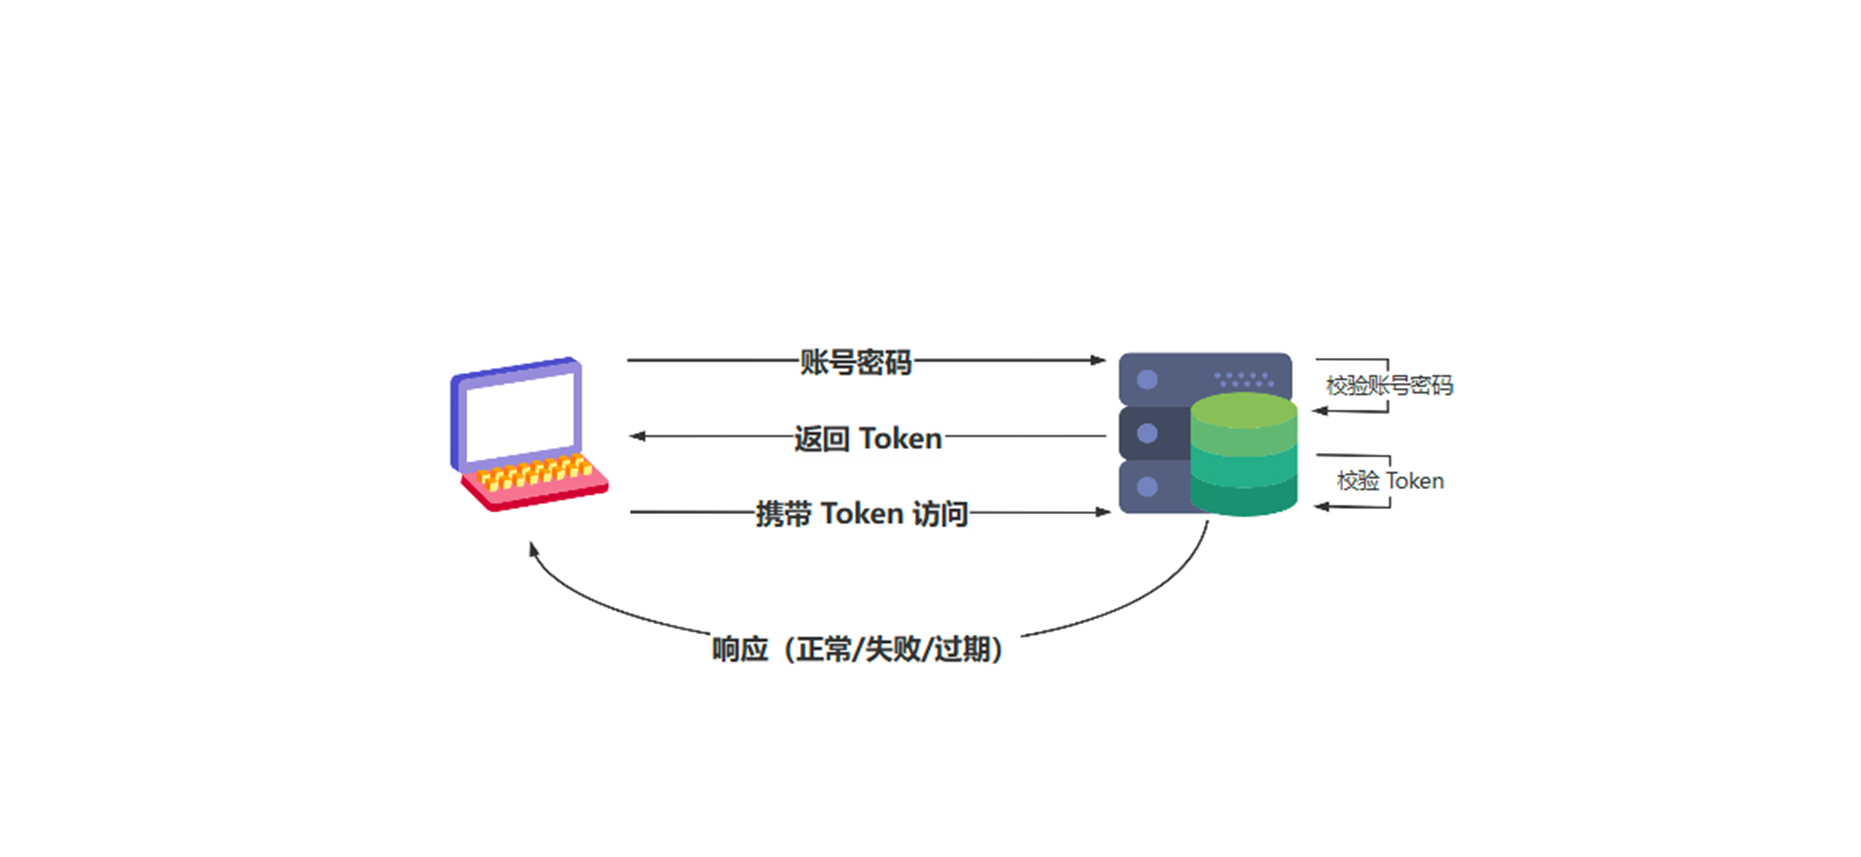 账号密码
校验账号密码
返回 Token
校验 Token
携带 Token 访问
响应（正常/失败/过期）